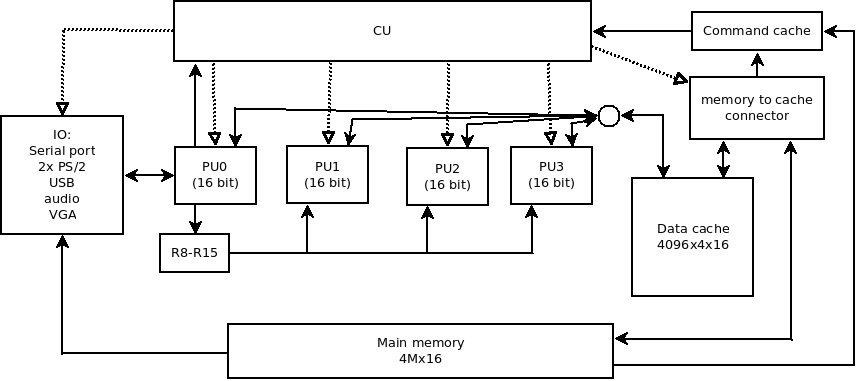 CU
Command cache
memory to cache
connector
IO:
Serial port
2x PS/2
USB
audio
VGA
PU0
(16 bit)
PU1
(16 bit)
PU2
(16 bit)
PU3
(16 bit)
R8-R15
Data cache
4096x4x16
Main memory
4Mx16